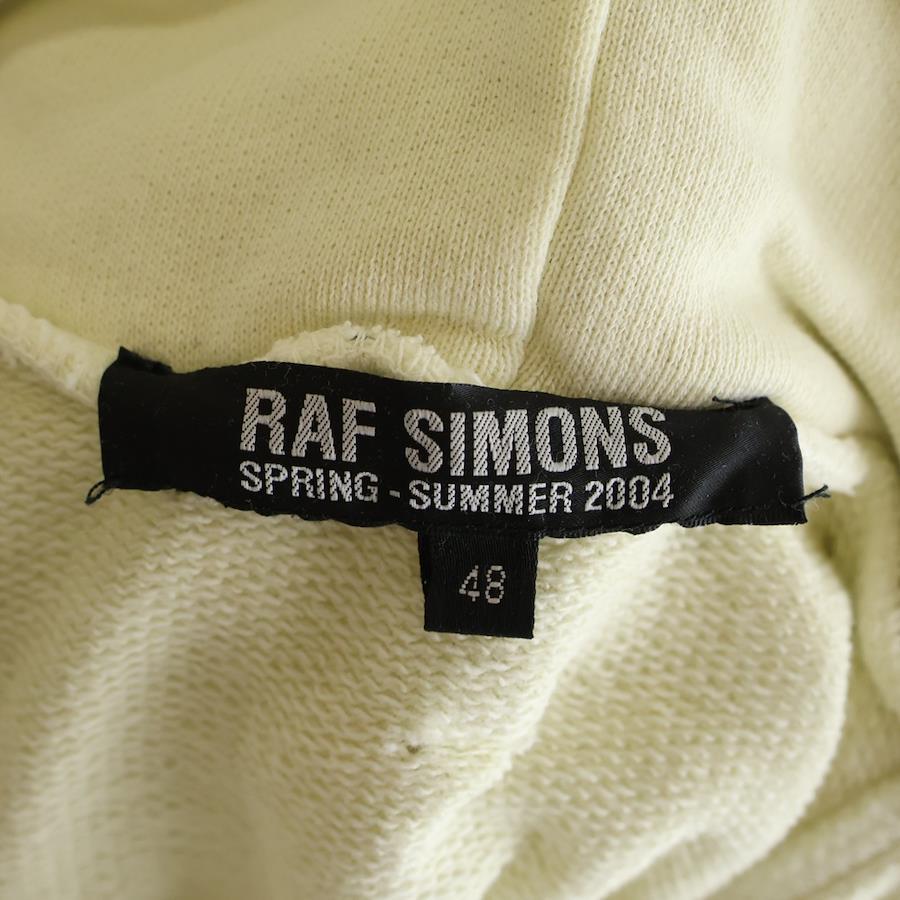 RAF SIMONS
SPRING - SUMMER 2004
48